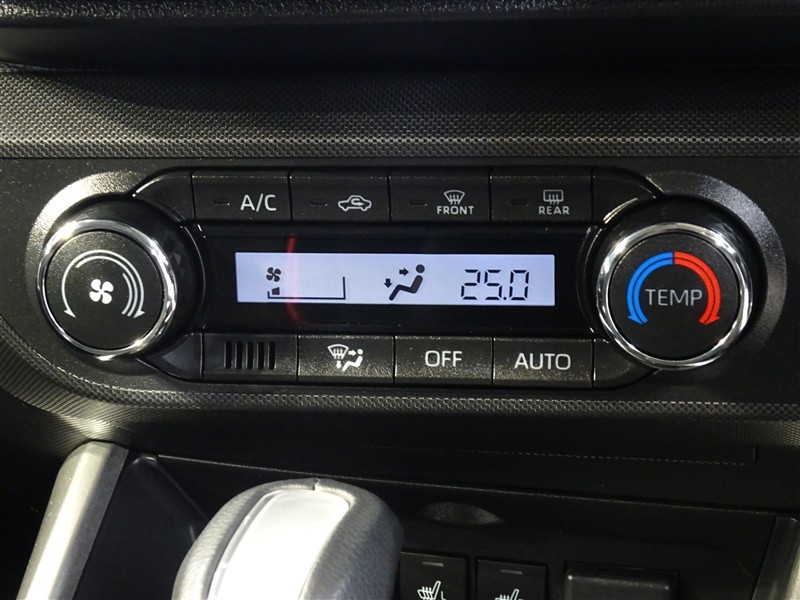 A/C
FRONT
REAR
25.0
TEMP
OFF
AUTO